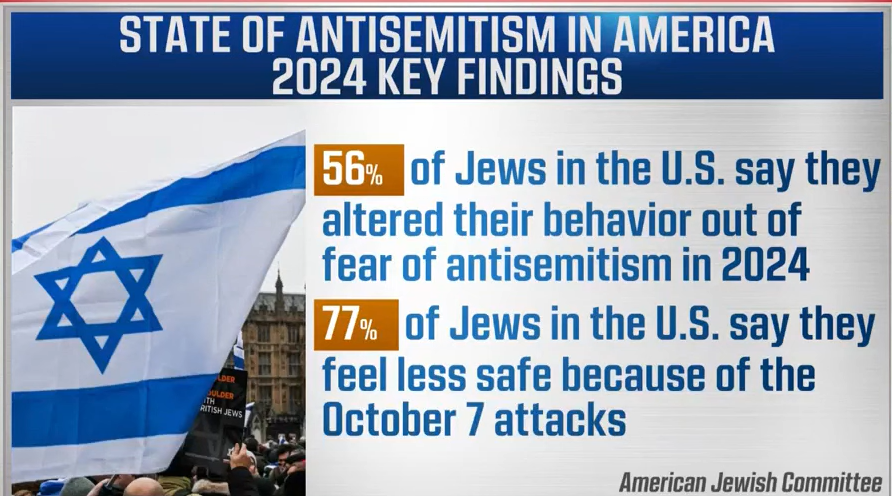 STATE OF ANTISEMITISM IN AMERICA
2024 KEY FINDINGS
56% of Jews in the U.S. say they
altered their behavior out of
fear of antisemitism in 2024
77% of Jews in the U.S. say they
feel less safe because of the
October 7 attacks
OULDER
RITISH JEWS
American Jewish Committee